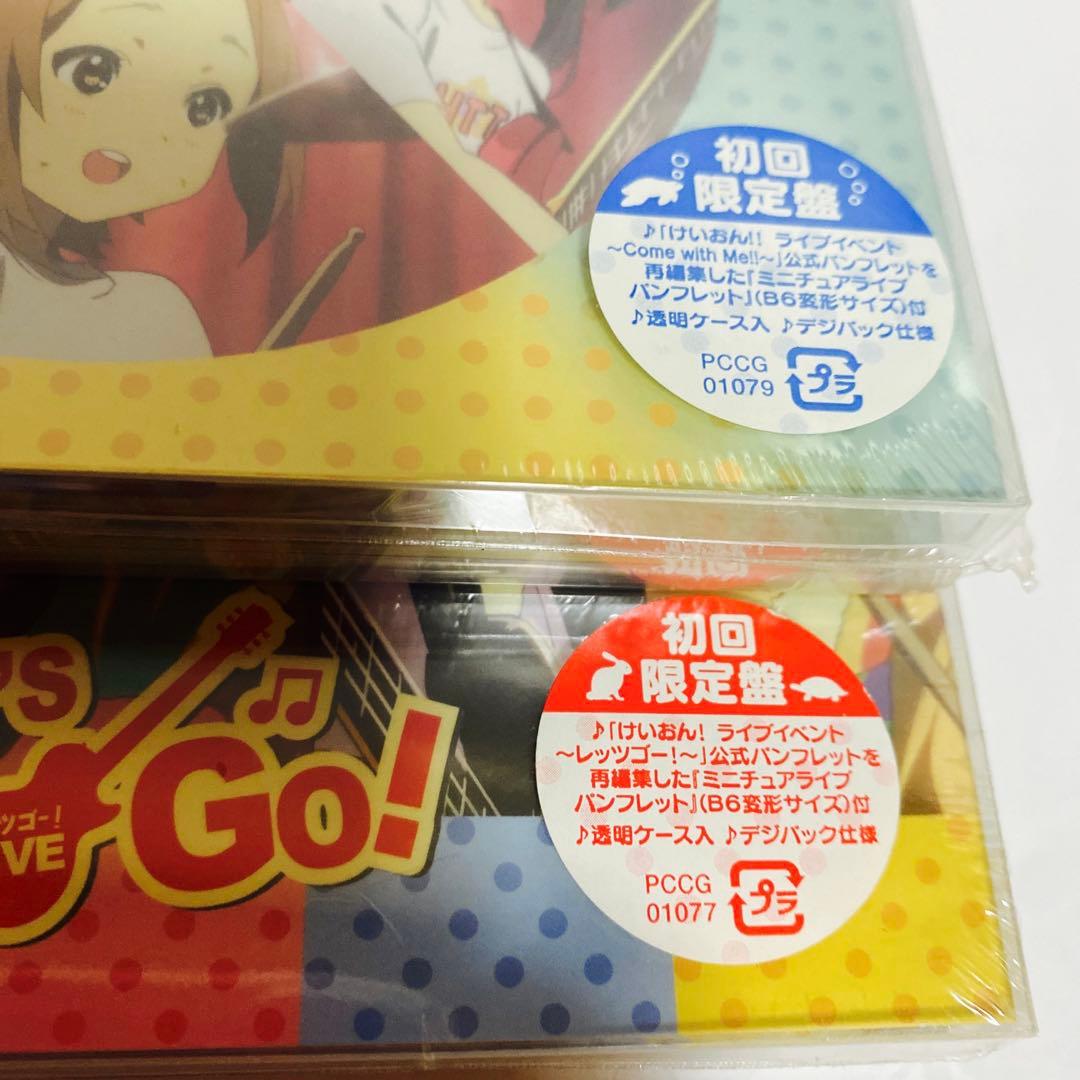 HTT
初回
限定盤
♪「けいおん!! ライブイベント
～Come with Me!!～」公式パンフレットを
再編集した『ミニチュアライブ
パンフレット』(B6変形サイズ)付
♪透明ケース入 ♪デジパック仕様
PCCG
01079
プラ
'S
Go!
ッツゴー!
VE
初回
限定盤
♪「けいおん! ライブイベント
～レッツゴー!～」公式パンフレットを
再編集した『ミニチュアライブ
パンフレット』(B6変形サイズ)付
♪透明ケース入 ♪デジパック仕様
PCCG
01077
プラ